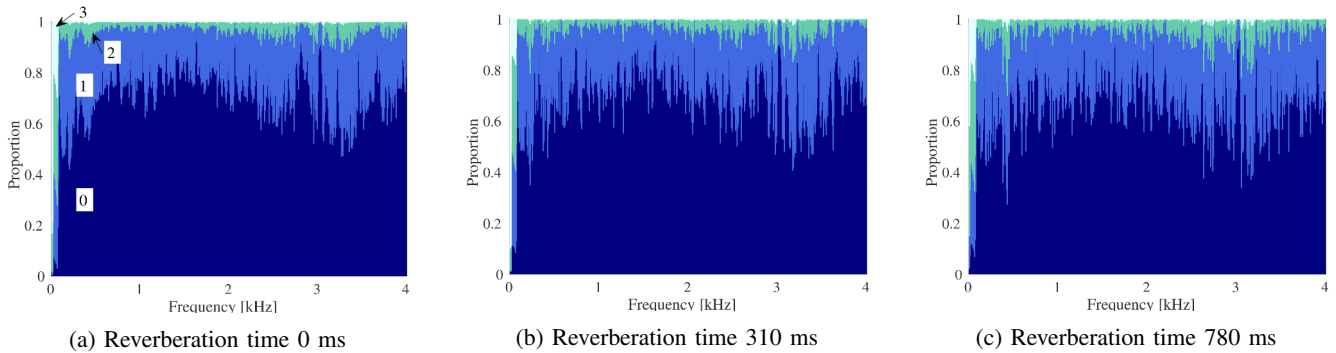 1
0.8
0.6
0.4
0.2
0
Proportion
3
2
1
0
0 1 2 3 4
Frequency [kHz]
(a) Reverberation time 0 ms
1
0.8
0.6
0.4
0.2
0
Proportion
0 1 2 3 4
Frequency [kHz]
(b) Reverberation time 310 ms
1
0.8
0.6
0.4
0.2
0
Proportion
0 1 2 3 4
Frequency [kHz]
(c) Reverberation time 780 ms